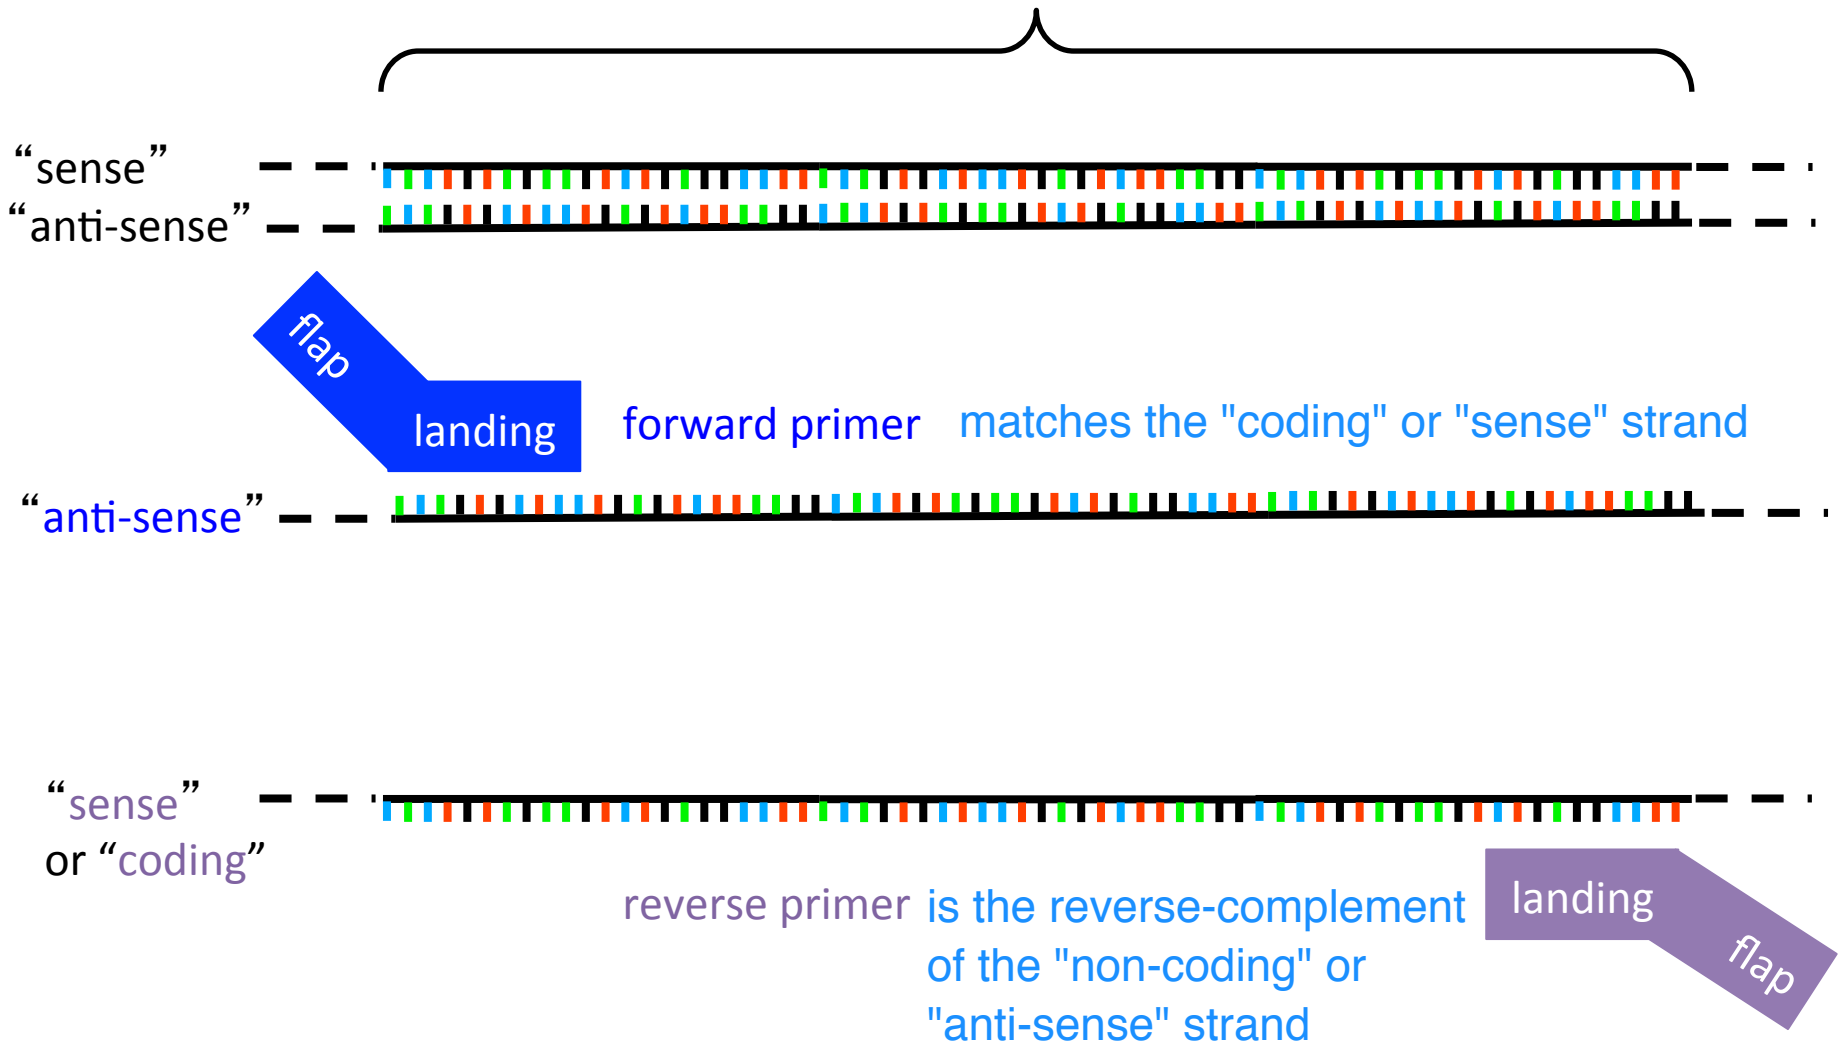 “sense”
“anti-sense”
flap
landing
forward primer matches the "coding" or "sense" strand
“anti-sense”
“sense”
or “coding”
reverse primer is the reverse-complement
of the "non-coding" or
"anti-sense" strand
landing
flap